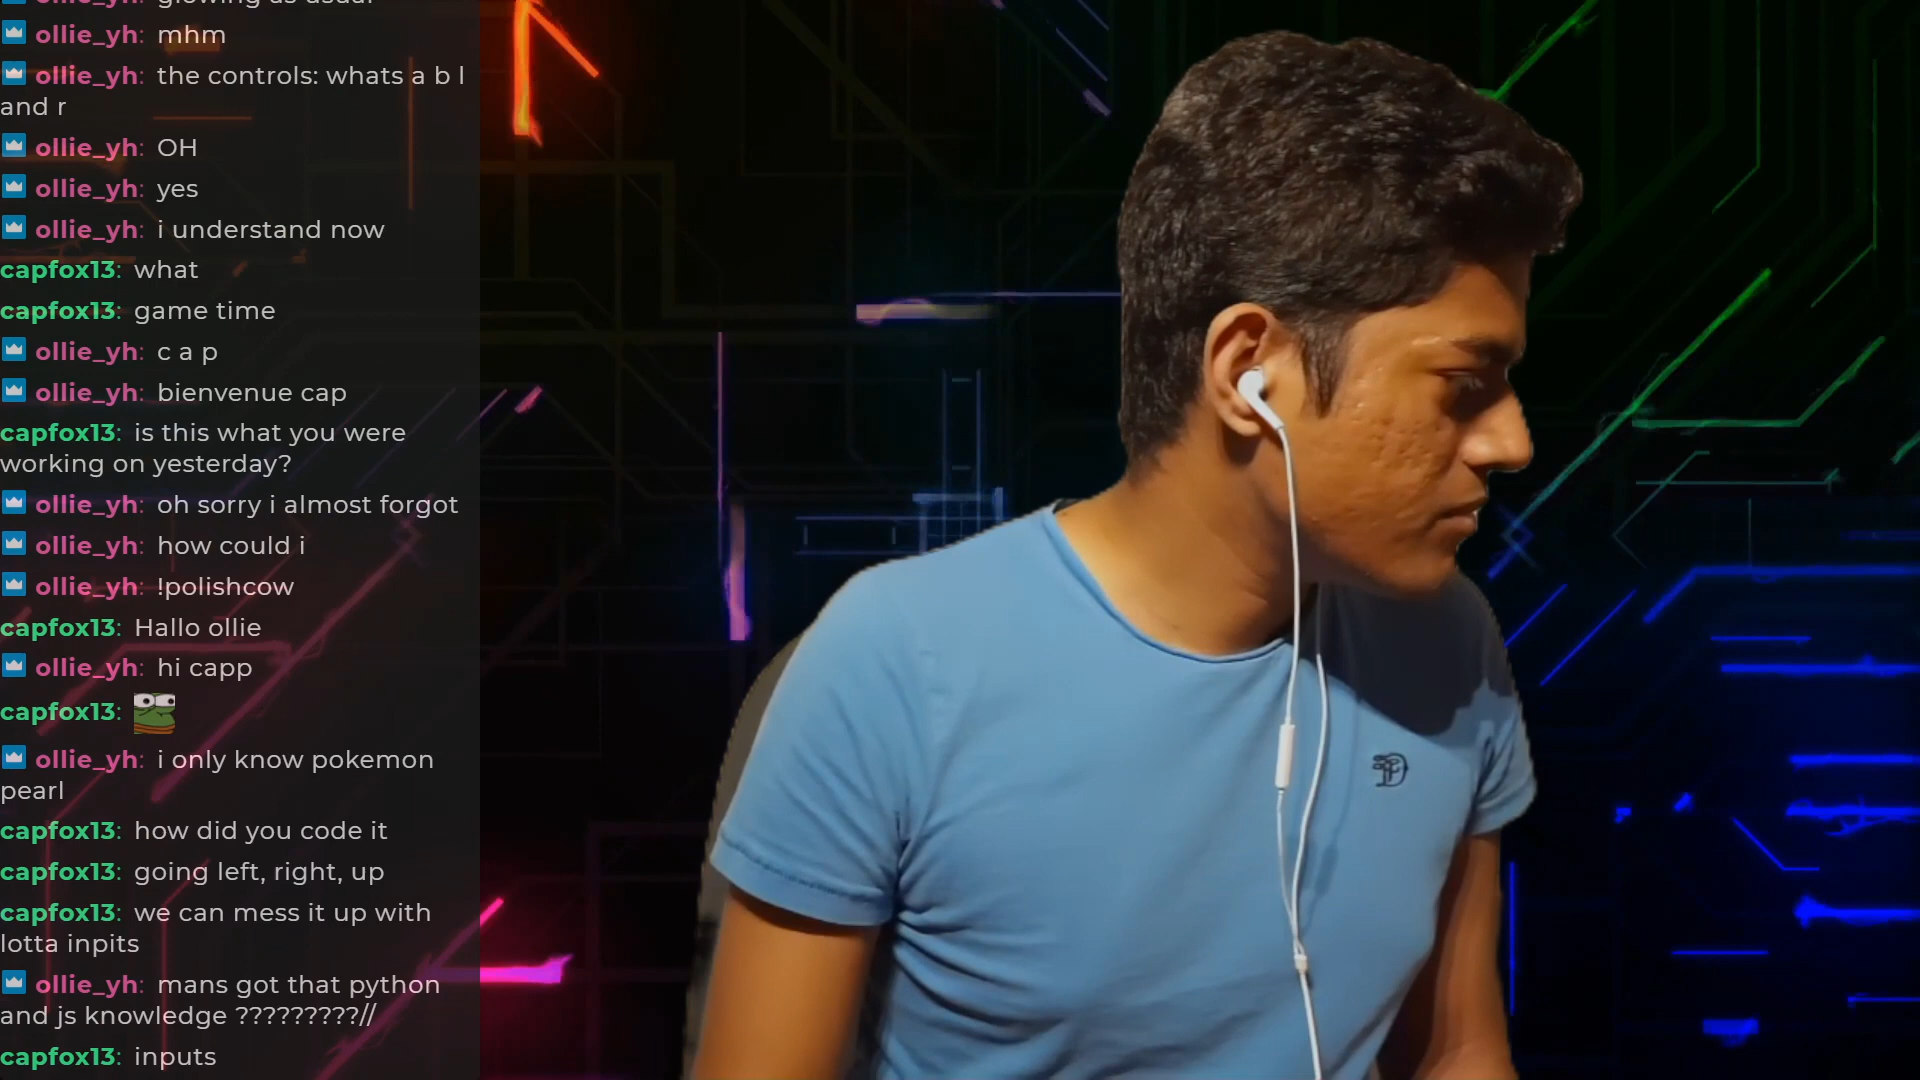 ollie_yh: glowing as usual
ollie_yh: mhm
ollie_yh: the controls: whats a b l
and r
ollie_yh: OH
ollie_yh: yes
ollie_yh: i understand now
capfox13: what
capfox13: game time
ollie_yh: c a p
ollie_yh: bienvenue cap
capfox13: is this what you were
working on yesterday?
ollie_yh: oh sorry i almost forgot
ollie_yh: how could i
ollie_yh: !polishcow
capfox13: Hallo ollie
ollie_yh: hi capp
capfox13:
ollie_yh: i only know pokemon
pearl
capfox13: how did you code it
capfox13: going left, right, up
capfox13: we can mess it up with
lotta inpits
ollie_yh: mans got that python
and js knowledge ?????????//
capfox13: inputs